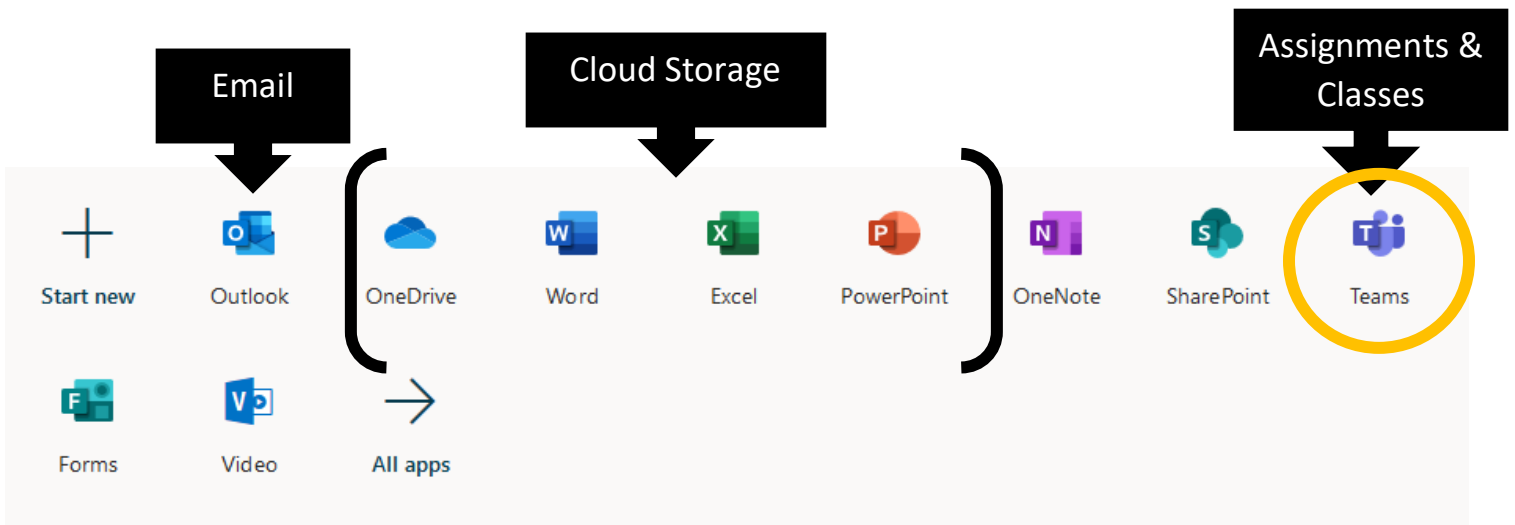 Email
Cloud Storage
Assignments &
Classes
Start new
Outlook
OneDrive
Word
Excel
PowerPoint
OneNote
SharePoint
Teams
Forms
Video
All apps